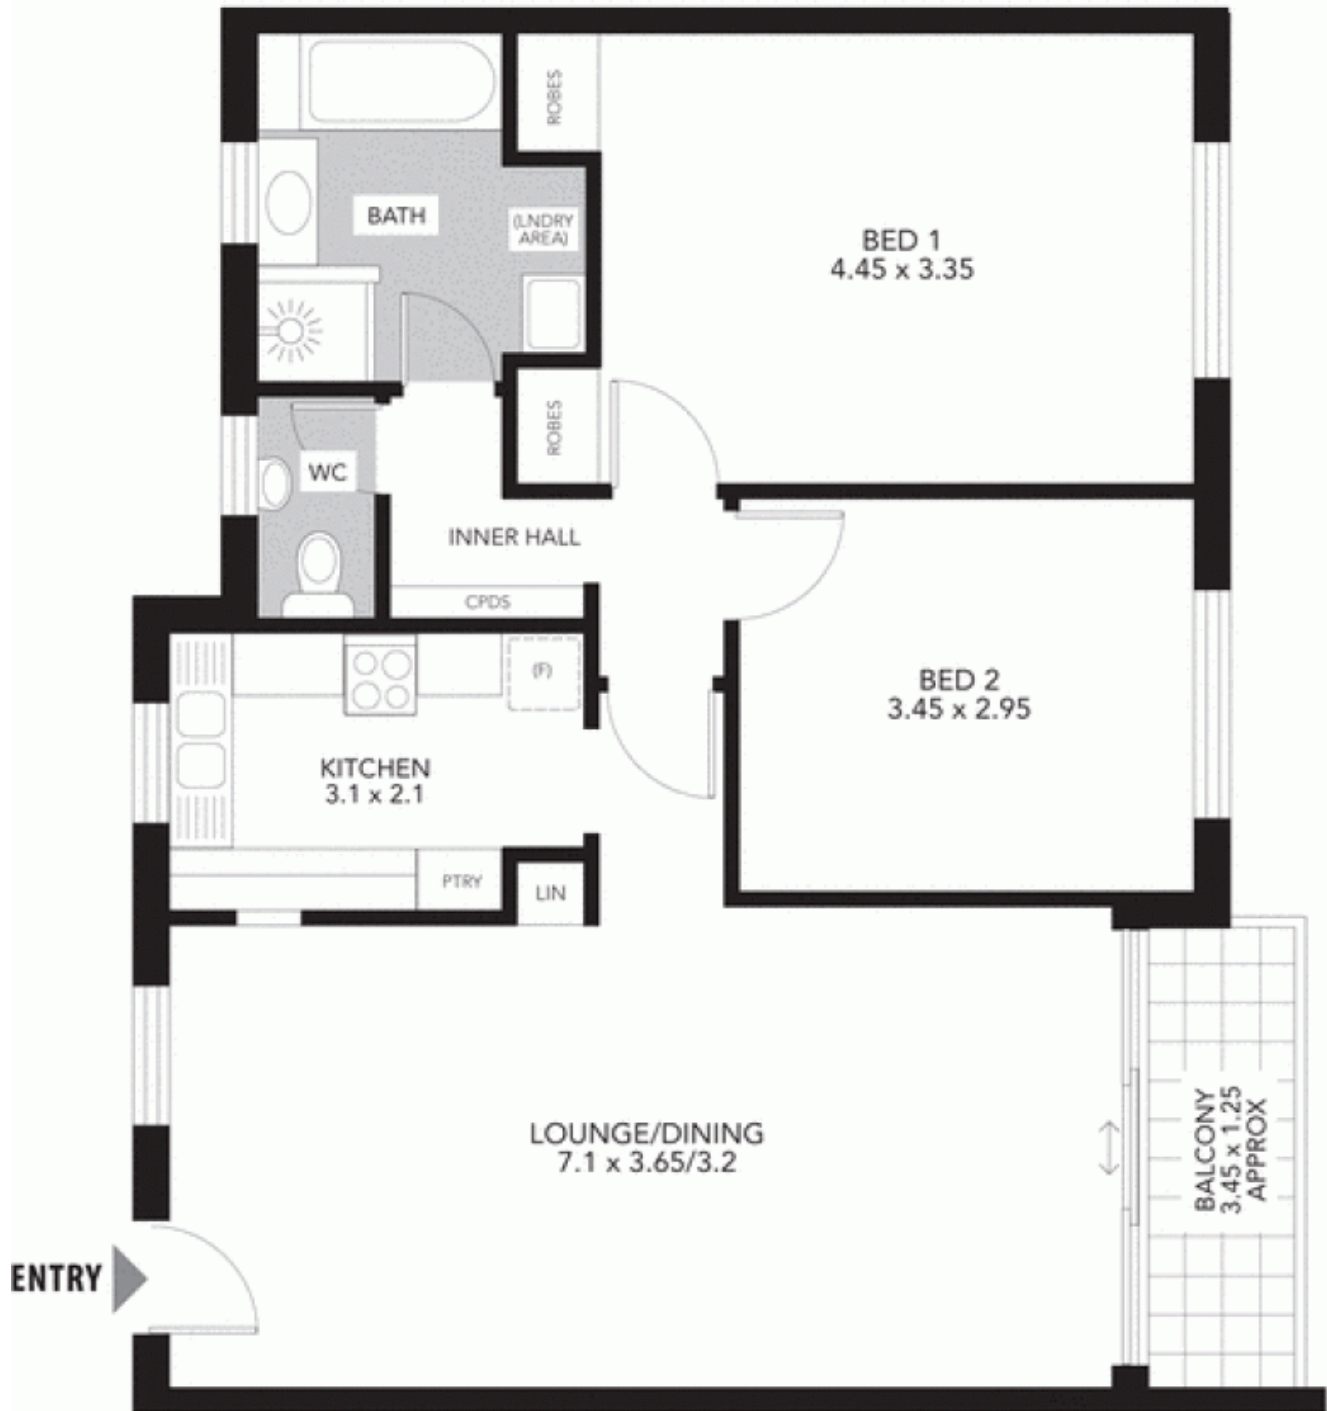 ROBES
BATH
(LNDRY
AREA)
BED 1
4.45 x 3.35
ROBES
WC
INNER HALL
CPDS
(F)
BED 2
3.45 x 2.95
KITCHEN
3.1 x 2.1
PTRY
LIN
LOUNGE/DINING
7.1 x 3.65/3.2
BALCONY
3.45 x 1.25
APPROX
ENTRY